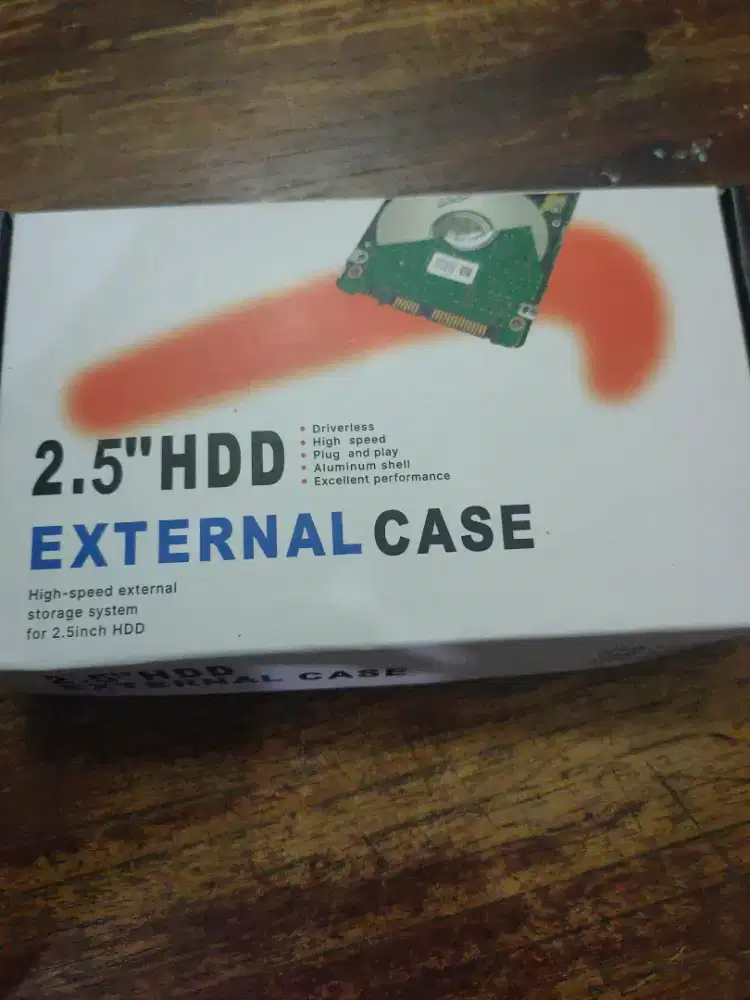 2.5"HDD
• Driverless
• High speed
• Plug and play
• Aluminum shell
• Excellent performance
EXTERNAL CASE
High-speed external
storage system
for 2.5inch HDD
2.5"HDD
EXTERNAL CASE